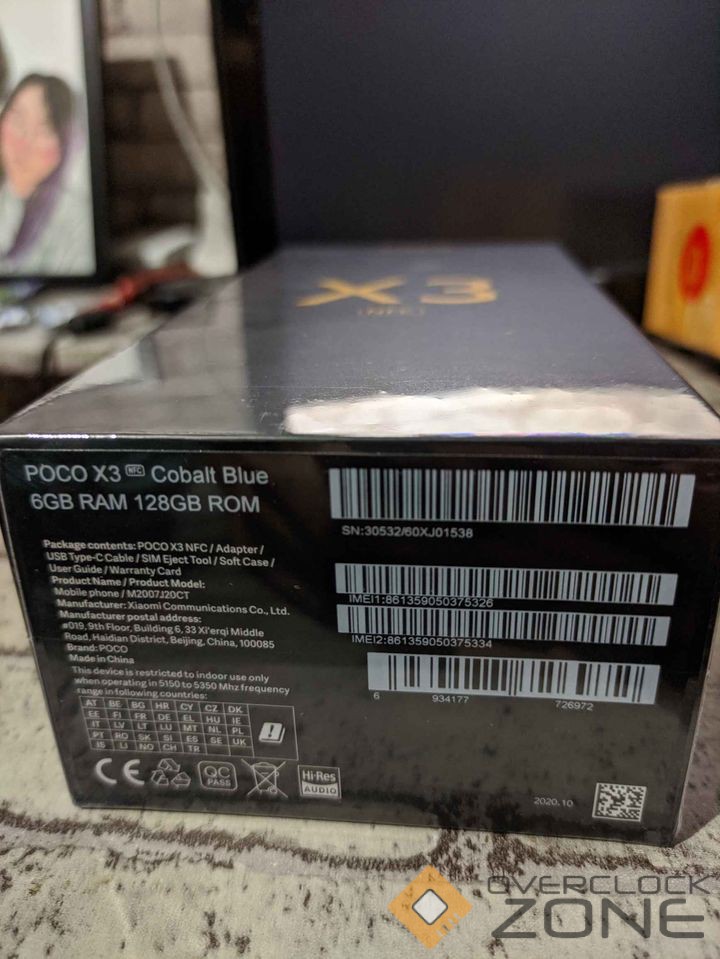 X3
[NFC]
POCO X3 NFC Cobalt Blue
6GB RAM 128GB ROM
SN:30532/60XJ01538
Package contents: POCO X3 NFC / Adapter /
USB Type-C Cable / SIM Eject Tool / Soft Case /
User Guide / Warranty Card
Product Name / Product Model:
Mobile phone / M2007J20CT
Manufacturer: Xiaomi Communications Co., Ltd.
Manufacturer postal address:
#019, 9th Floor, Building 6, 33 Xi'erqi Middle
Road, Haidian District, Beijing, China, 100085
Brand: POCO
Made in China
This device is restricted to indoor use only
when operating in 5150 to 5350 Mhz frequency
range in following countries:
AT BE BG HR CY CZ DK
EE FI FR DE EL HU IE
IT LV LT LU MT NL PL
PT RO SK SI ES SE UK
IS LI NO CH TR
IMEI1:861359050375326
IMEI2:861359050375334
6 934177 726972
CE
QC
PASS
Hi-Res
AUDIO
2020.10
OVERCLOCK
ZONE